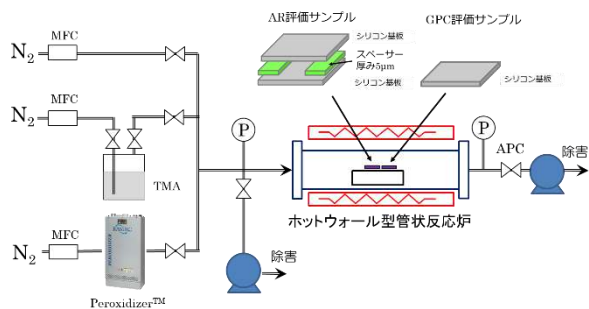 AR評価サンプル
GPC評価サンプル
シリコン基板
スペーサー
厚み5μm
シリコン基板
シリコン基板
N2
MFC
N2
MFC
TMA
N2
MFC
Peroxidizer™
P
除害
P
APC
除害
ホットウォール型管状反応炉